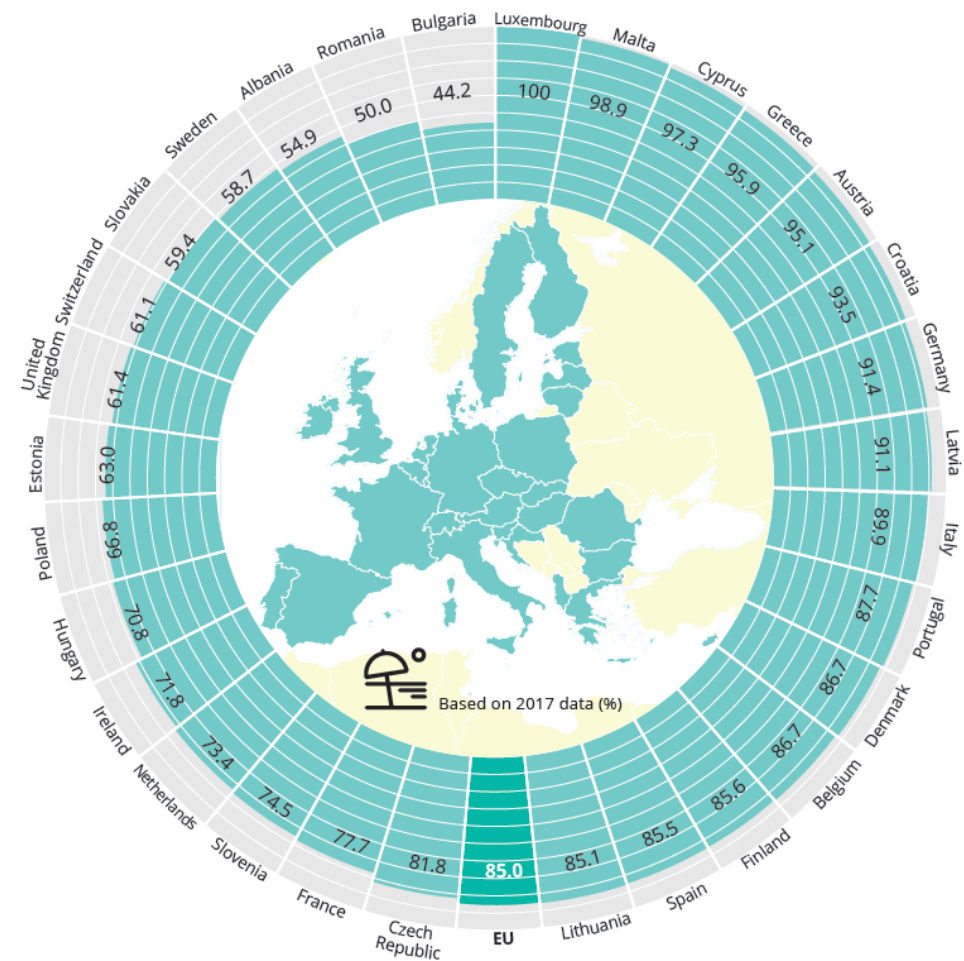 Luxembourg
100
Malta
98.9
Cyprus
97.3
Greece
95.9
Austria
95.1
Croatia
93.5
Germany
91.4
Latvia
91.1
Italy
89.9
Portugal
87.7
Denmark
86.7
Belgium
86.7
Finland
85.6
Spain
85.5
Lithuania
85.1
EU
85.0
Czech
Republic
81.8
France
77.7
Slovenia
74.5
Netherlands
73.4
Ireland
71.8
Hungary
70.8
Poland
66.8
Estonia
63.0
United
Kingdom
61.4
Switzerland
61.1
Slovakia
59.4
Sweden
58.7
Albania
54.9
Romania
50.0
Bulgaria
44.2
Based on 2017 data (%)